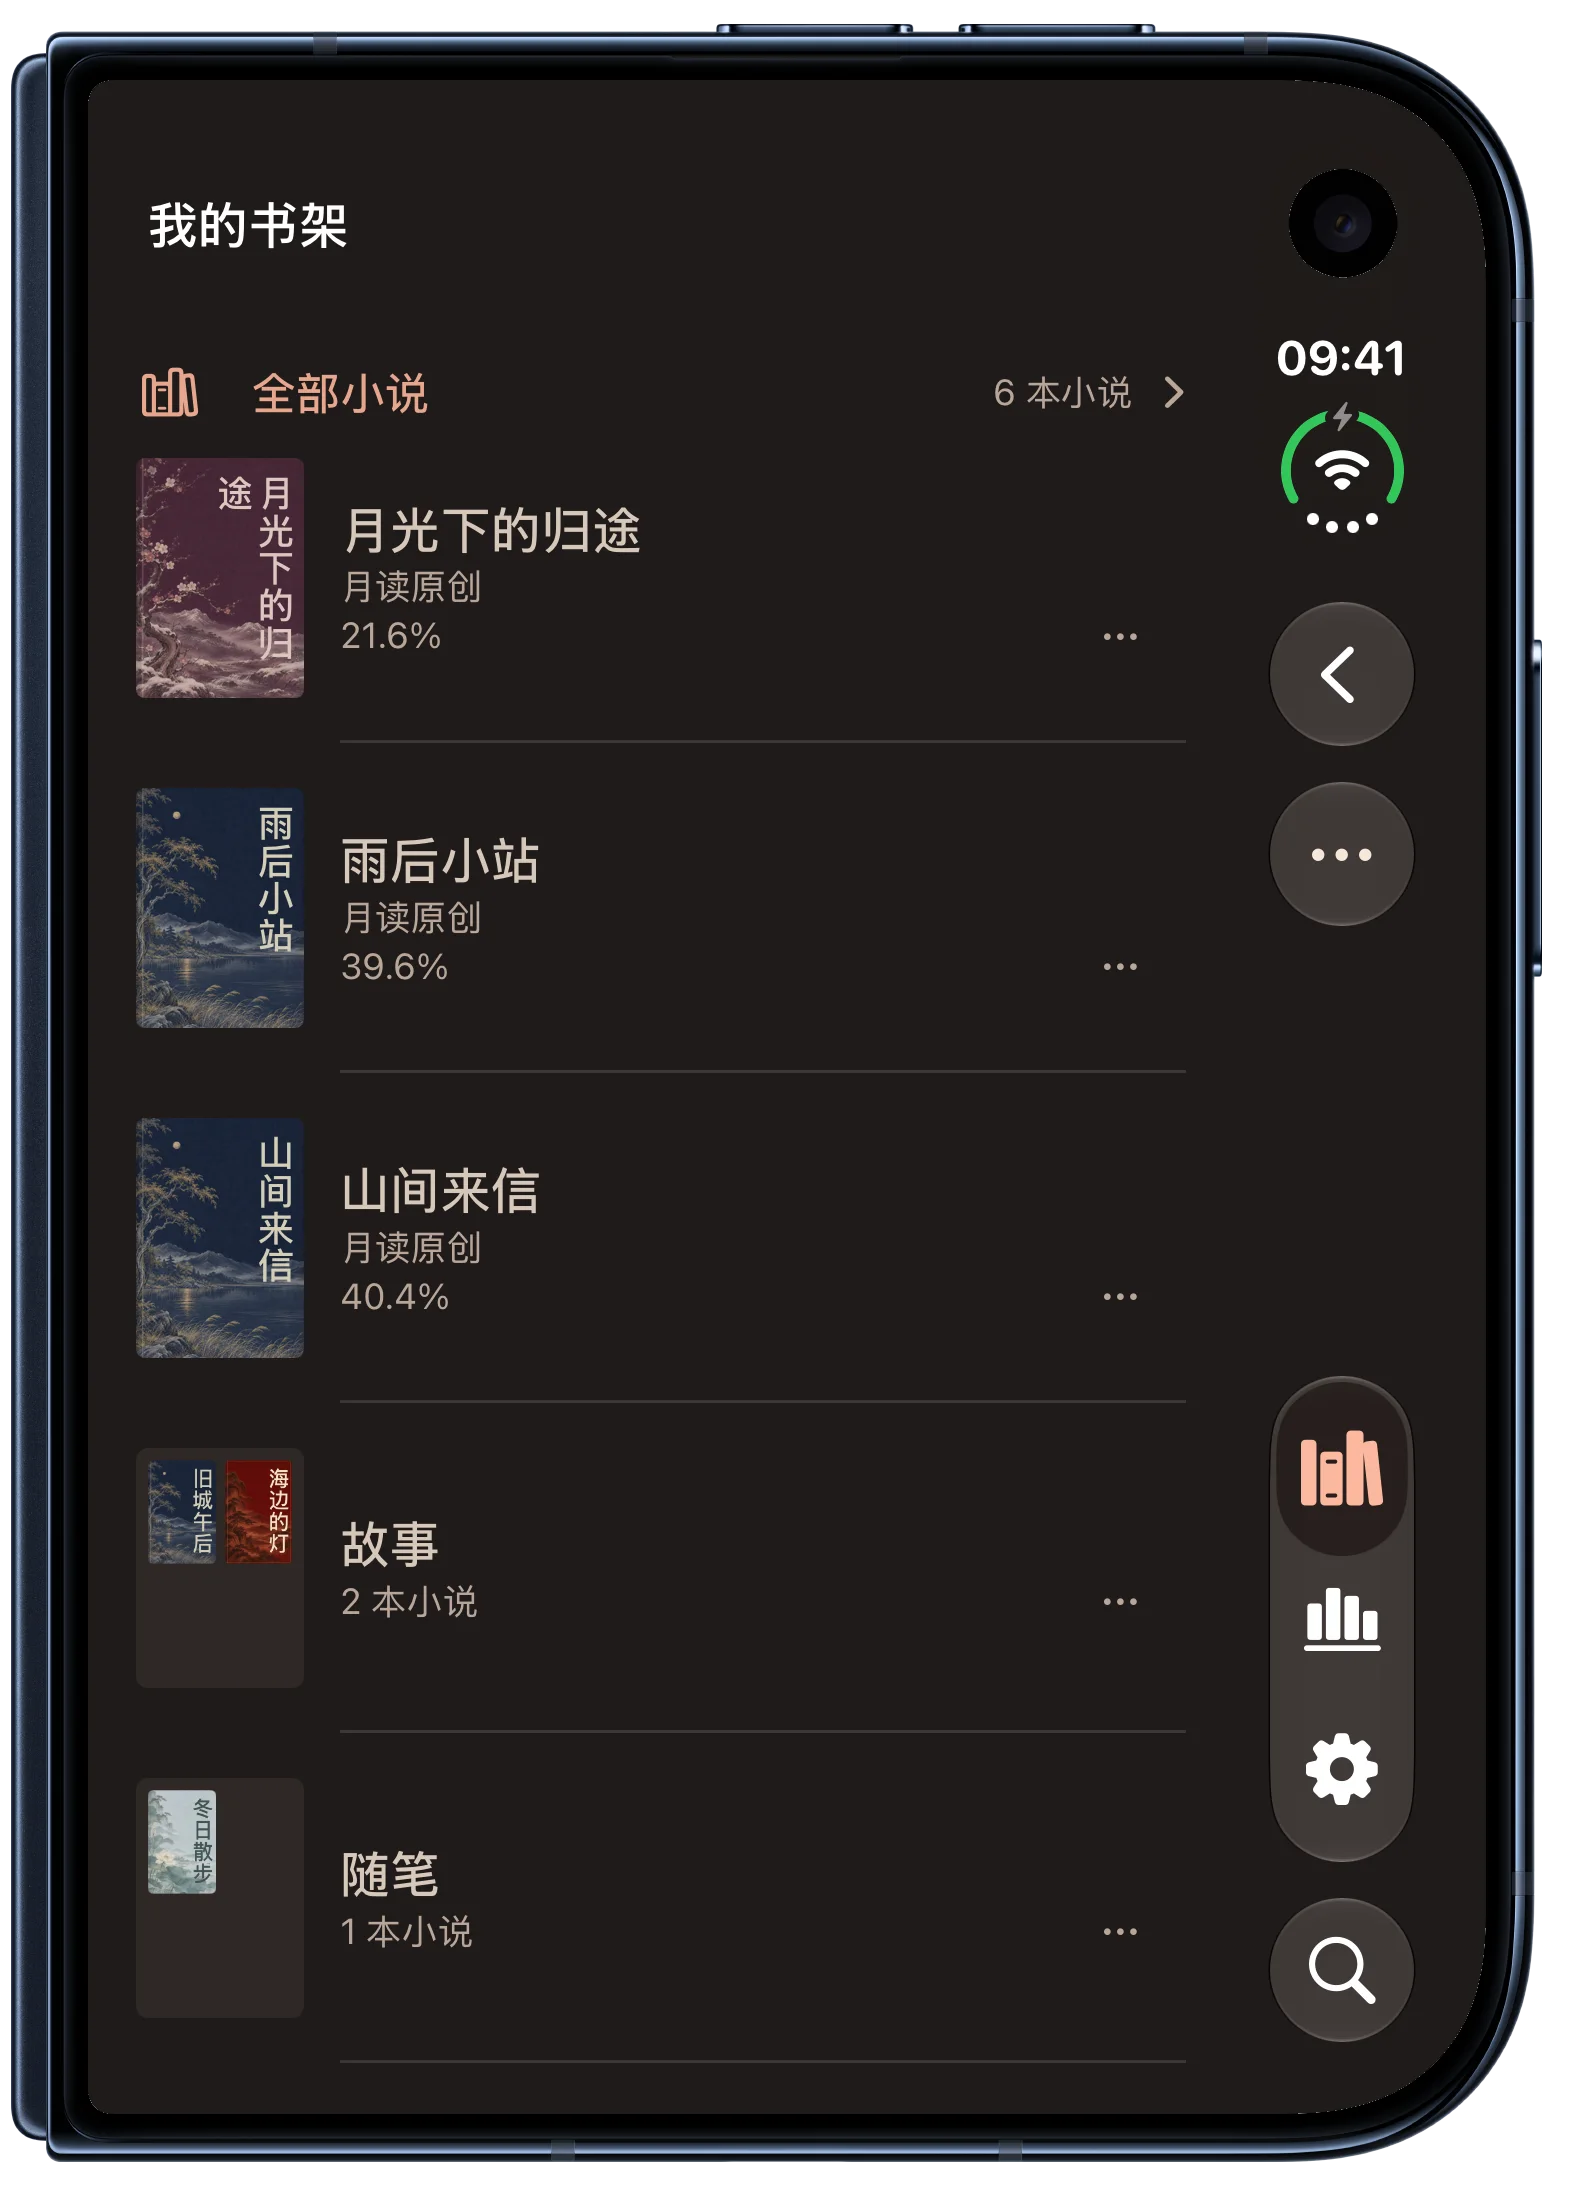 我的书架
09:41
全部小说
6 本小说
月光下的归
途
月光下的归途
月读原创
21.6%
雨后小站
雨后小站
月读原创
39.6%
山间来信
山间来信
月读原创
40.4%
旧城午后
海边的灯
故事
2 本小说
冬日散步
随笔
1 本小说